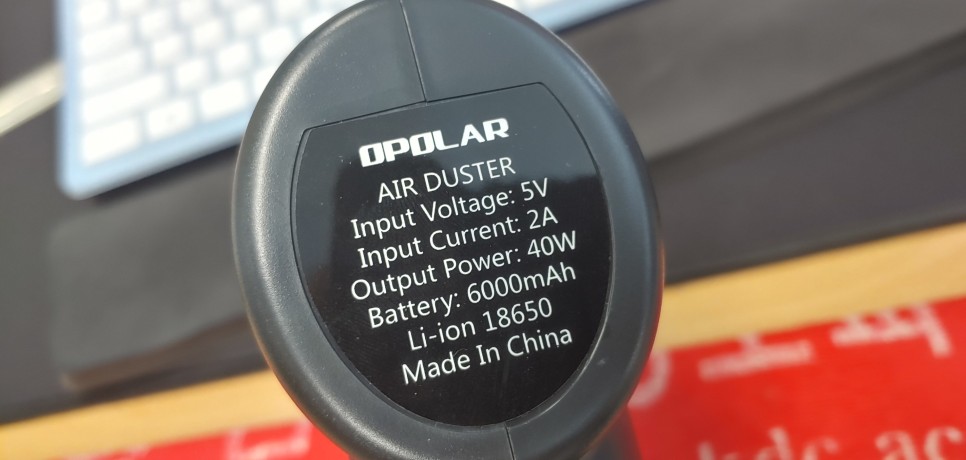 OPOLAR
AIR DUSTER
Input Voltage: 5V
Input Current: 2A
Output Power: 40W
Battery: 6000mAh
Li-ion 18650
Made In China